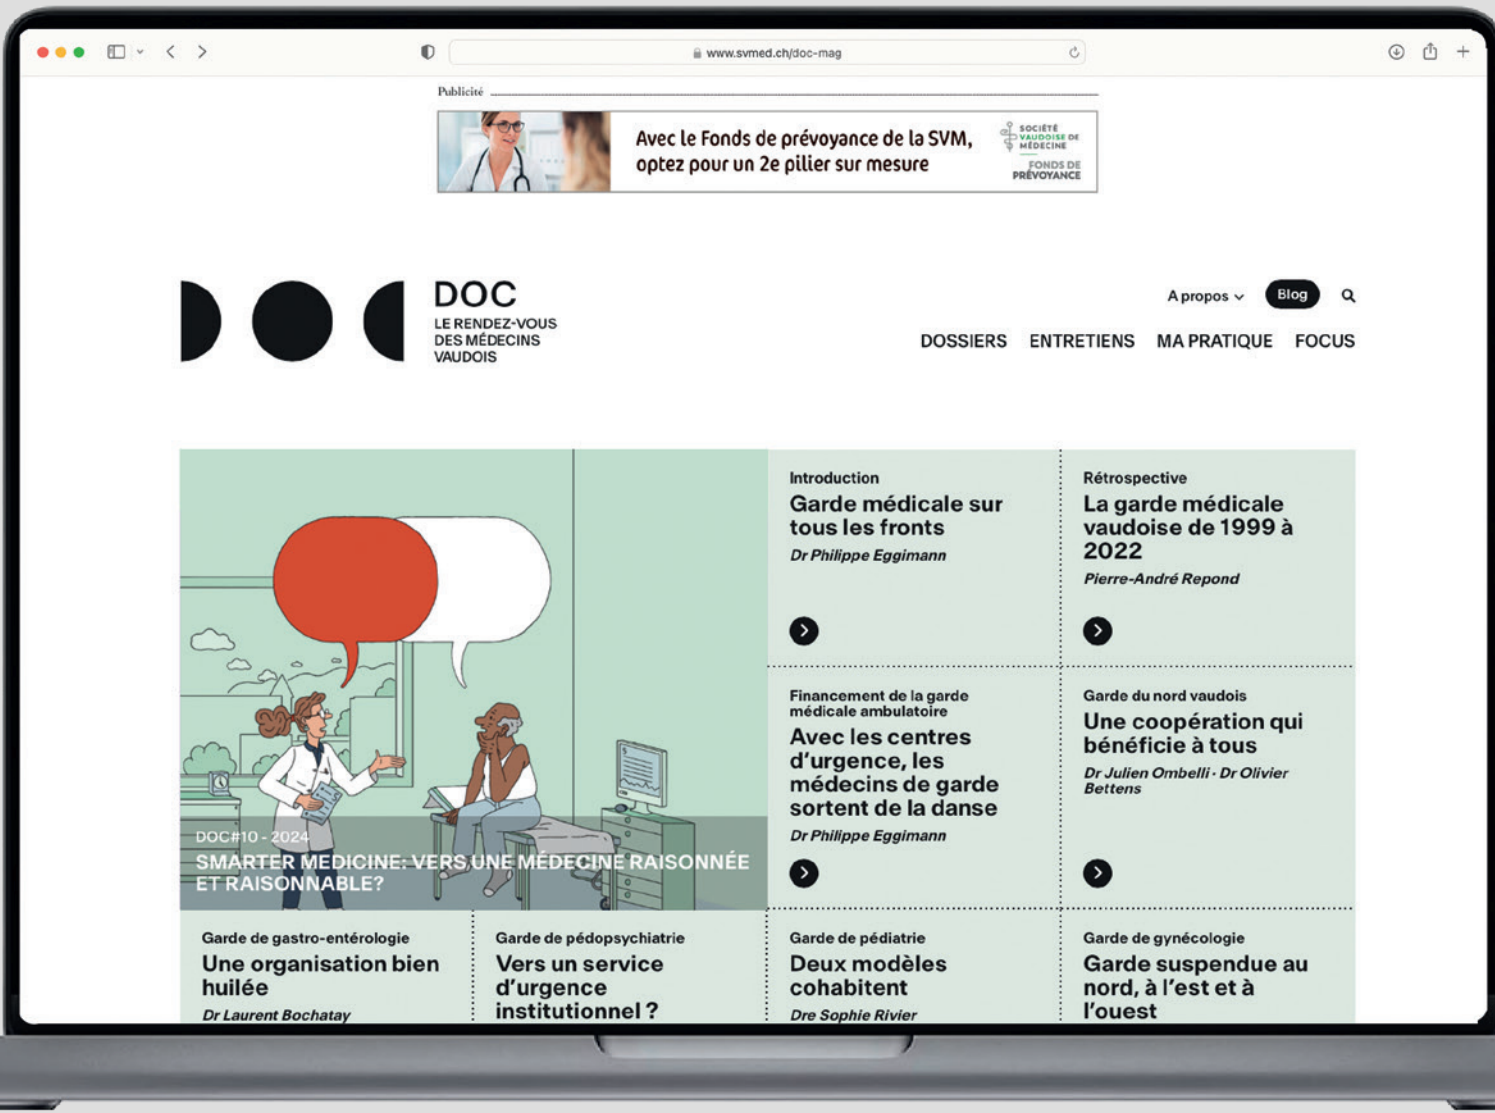 www.svmed.ch/doc-mag
Publicité
Avec le Fonds de prévoyance de la SVM,
optez pour un 2e pilier sur mesure
SOCIÉTÉ
VAUDOISE DE
MÉDECINE
FONDS DE
PRÉVOYANCE
DOC
LE RENDEZ-VOUS
DES MÉDECINS
VAUDOIS
A propos
Blog
DOSSIERS ENTRETIENS MA PRATIQUE FOCUS
DOC#10 - 2024
SMARTER MEDICINE: VERS UNE MÉDECINE RAISONNÉE
ET RAISONNABLE?
Introduction
Garde médicale sur
tous les fronts
Dr Philippe Eggimann
Rétrospective
La garde médicale
vaudoise de 1999 à
2022
Pierre-André Repond
Financement de la garde
médicale ambulatoire
Avec les centres
d'urgence, les
médecins de garde
sortent de la danse
Dr Philippe Eggimann
Garde du nord vaudois
Une coopération qui
bénéficie à tous
Dr Julien Ombelli · Dr Olivier
Bettens
Garde de gastro-entérologie
Une organisation bien
huilée
Dr Laurent Bochatay
Garde de pédopsychiatrie
Vers un service
d'urgence
institutionnel ?
Garde de pédiatrie
Deux modèles
cohabitent
Dre Sophie Rivier
Garde de gynécologie
Garde suspendue au
nord, à l'est et à
l'ouest